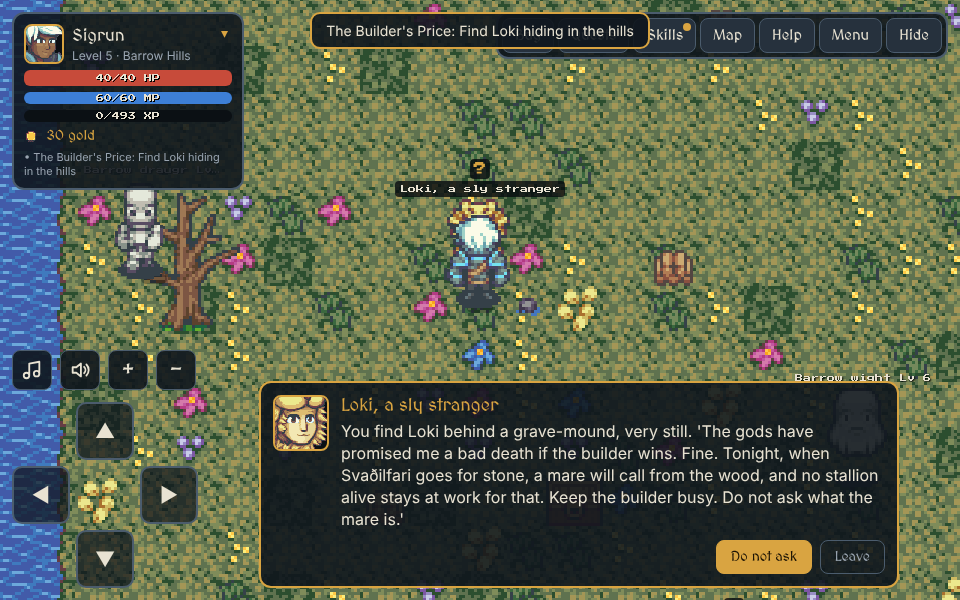 Sigrun
Level 5 · Barrow Hills
40/40 HP
60/60 MP
0/493 XP
30 gold
• The Builder's Price: Find Loki hiding
in the hills
The Builder's Price: Find Loki hiding in the hills
Skills
Map
Help
Menu
Hide
?
Loki, a sly stranger
Barrow wight Lv 6
+
−
Loki, a sly stranger
You find Loki behind a grave-mound, very still. 'The gods have
promised me a bad death if the builder wins. Fine. Tonight, when
Svaðilfari goes for stone, a mare will call from the wood, and no stallion
alive stays at work for that. Keep the builder busy. Do not ask what the
mare is.'
Do not ask
Leave